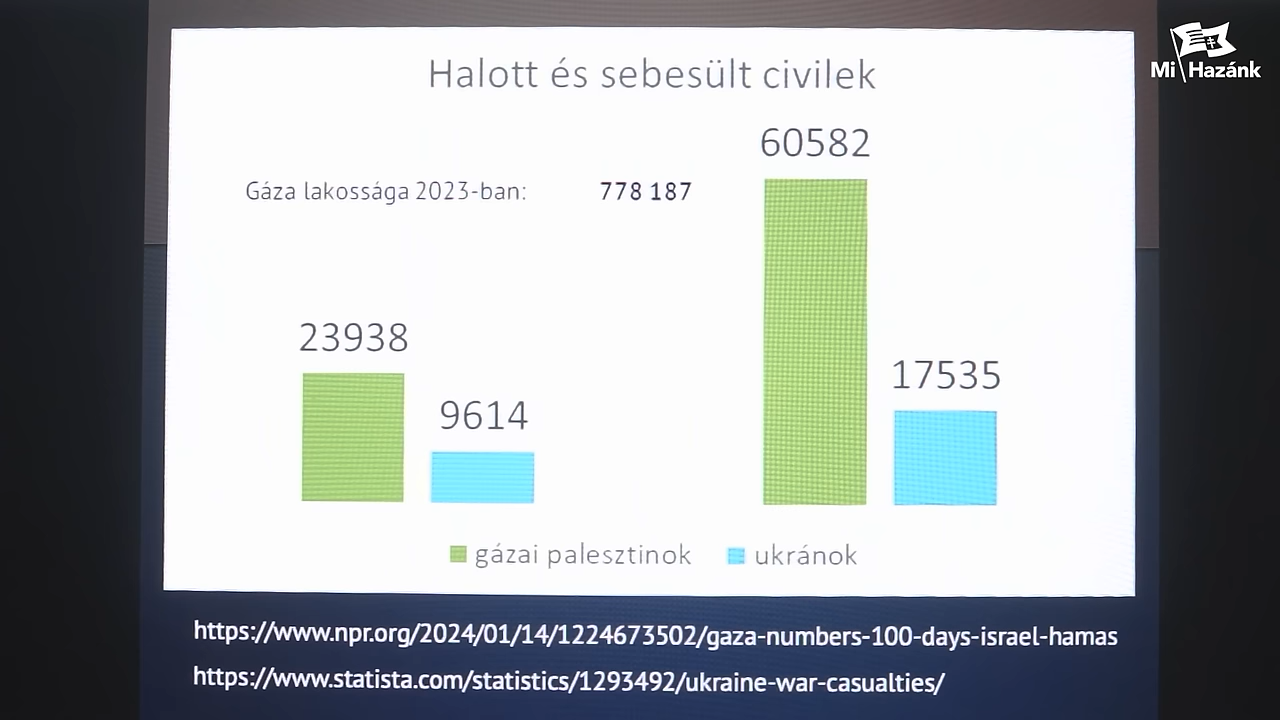 Mi Hazánk
Halott és sebesült civilek
60582
Gáza lakossága 2023-ban: 778 187
23938
17535
9614
gázai palesztinok ukránok
https://www.npr.org/2024/01/14/1224673502/gaza-numbers-100-days-israel-hamas
https://www.statista.com/statistics/1293492/ukraine-war-casualties/